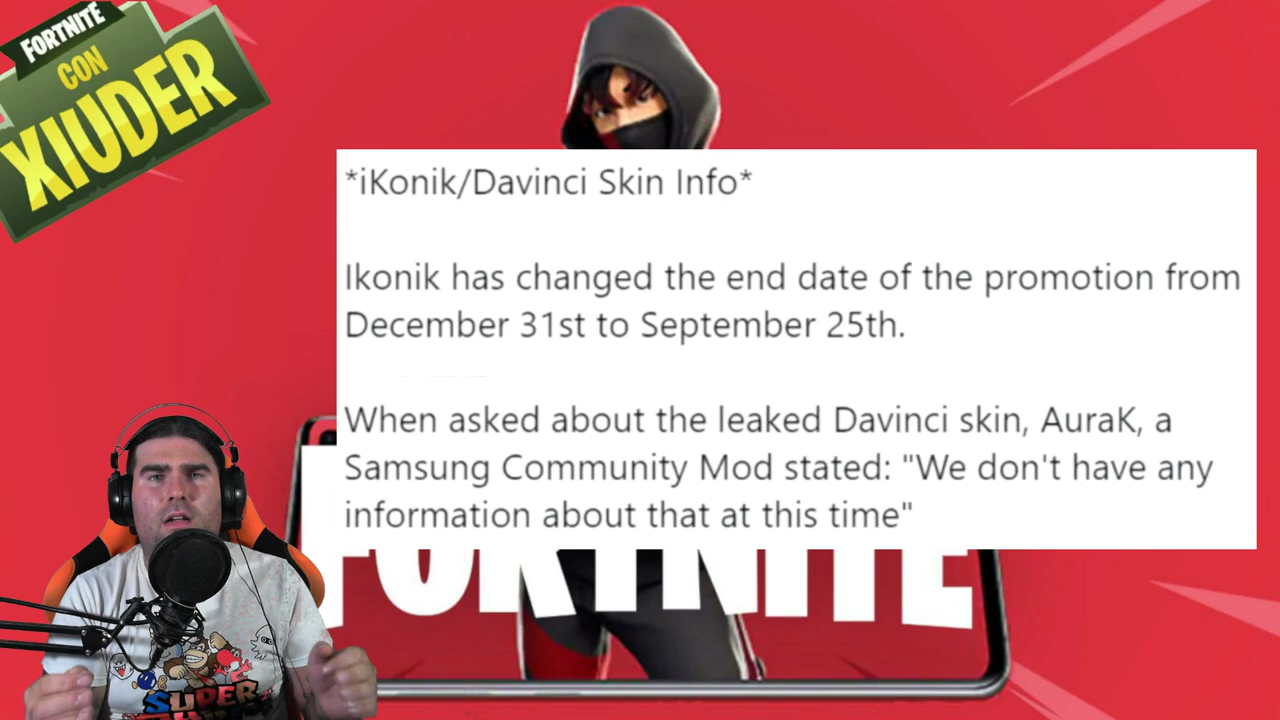 FORTNITE
CON
XIUDER
*iKonik/Davinci Skin Info*
Ikonik has changed the end date of the promotion from
December 31st to September 25th.
When asked about the leaked Davinci skin, AuraK, a
Samsung Community Mod stated: "We don't have any
information about that at this time"
FORTNITE
SUPER